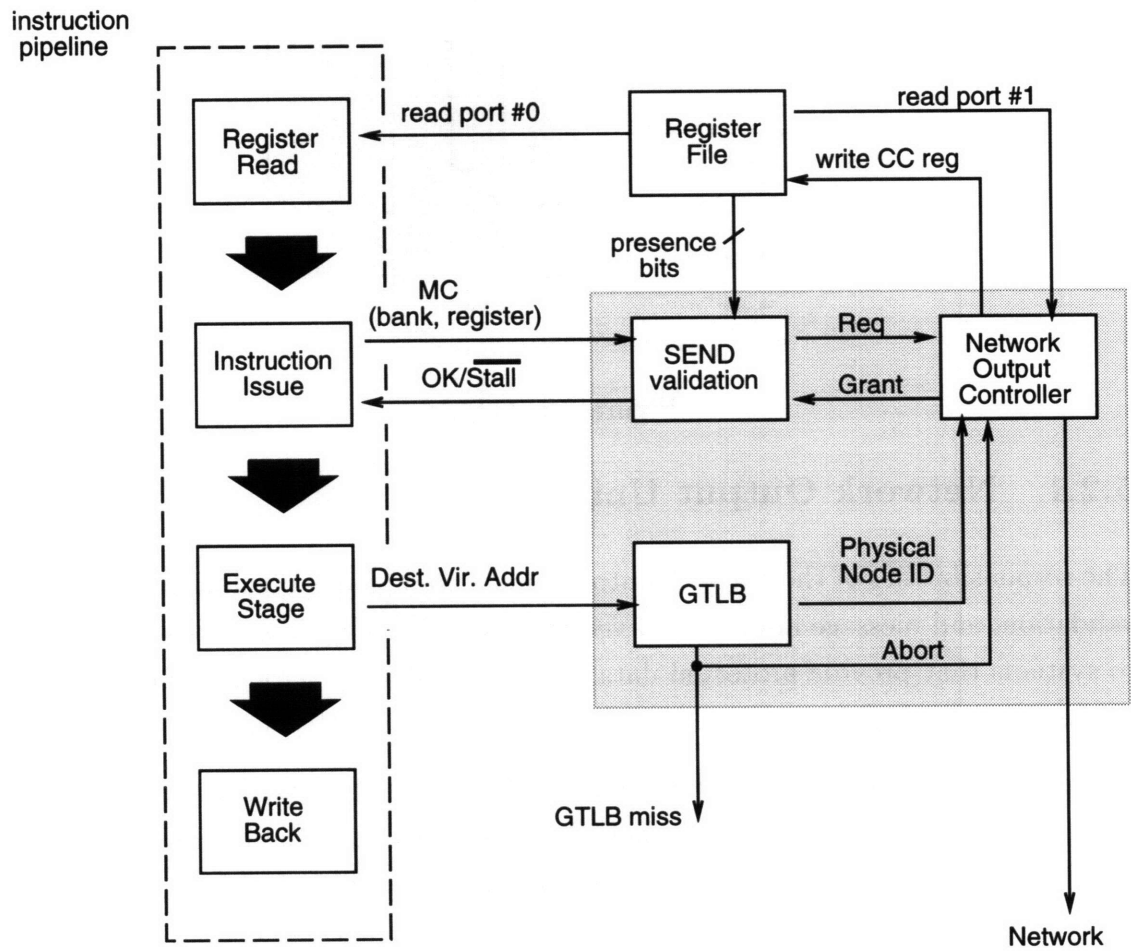 instruction
pipeline
read port #0
read port #1
Register
Read
Register
File
write CC reg
presence
bits
MC
(bank, register)
Instruction
Issue
OK/Stall
SEND
validation
Req
Grant
Network
Output
Controller
Execute
Stage
Dest. Vir. Addr
GTLB
Physical
Node ID
Abort
Write
Back
GTLB miss
Network